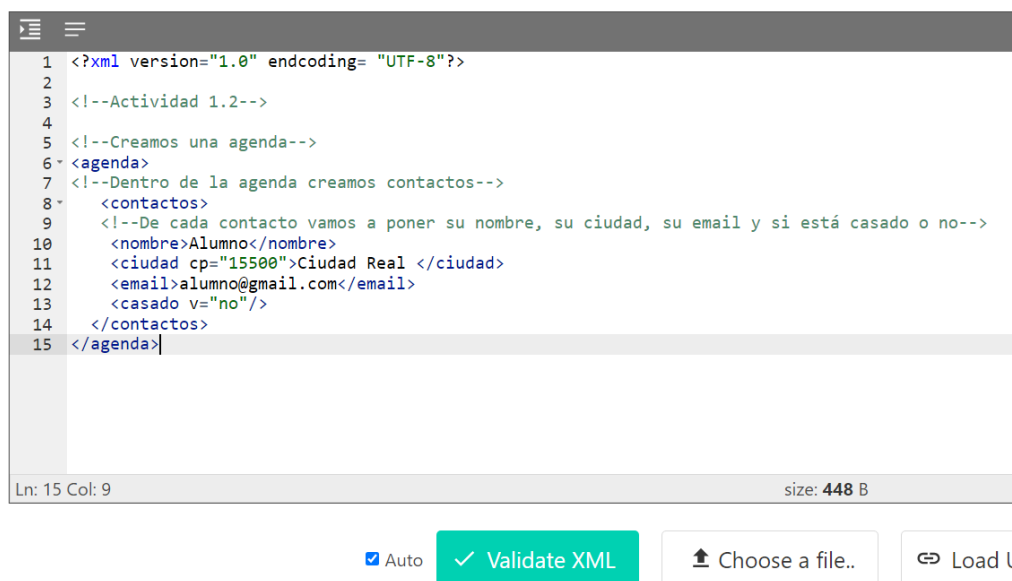 1 <?xml version="1.0" endcoding= "UTF-8"?>
2
3 <!--Actividad 1.2-->
4
5 <!--Creamos una agenda-->
6 <agenda>
7 <!--Dentro de la agenda creamos contactos-->
8 <contactos>
9 <!--De cada contacto vamos a poner su nombre, su ciudad, su email y si está casado o no-->
10 <nombre>Alumno</nombre>
11 <ciudad cp="15500">Ciudad Real </ciudad>
12 <email>alumno@gmail.com</email>
13 <casado v="no"/>
14 </contactos>
15 </agenda>
Ln: 15 Col: 9 size: 448 B
Auto Validate XML Choose a file.. Load